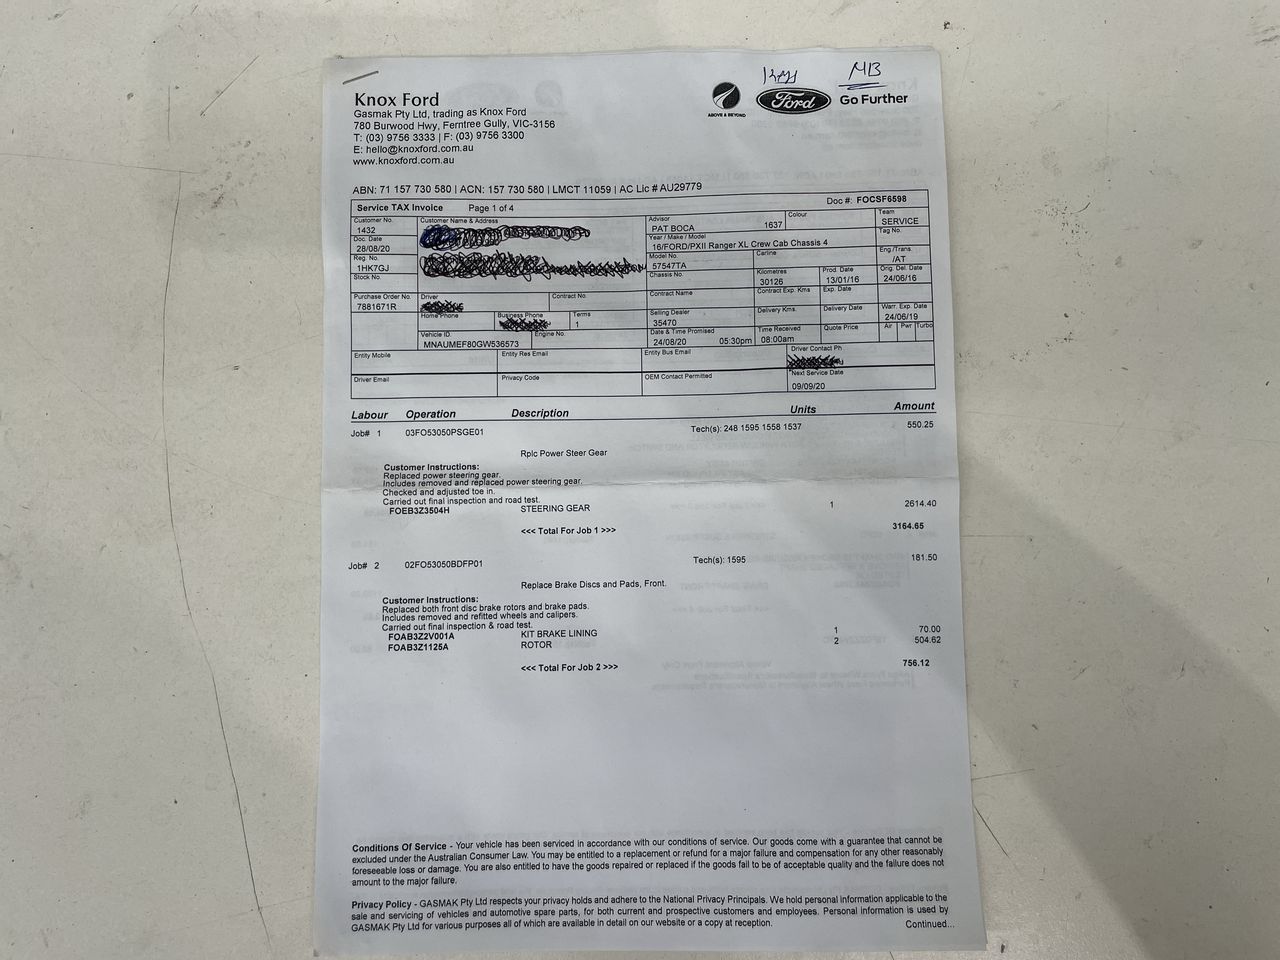 MB
Knox Ford
Gasmak Pty Ltd, trading as Knox Ford
780 Burwood Hwy, Ferntree Gully, VIC-3156
T: (03) 9756 3333 | F: (03) 9756 3300
E: hello@knoxford.com.au
www.knoxford.com.au
ABOVE & BEYOND
Ford
Go Further
ABN: 71 157 730 580 | ACN: 157 730 580 | LMCT 11059 | AC Lic # AU29779
Service TAX Invoice Page 1 of 4 Doc #: FOCSF6598
Customer No. Customer Name & Address Advisor Colour Team
1432 PAT BOCA 1637 SERVICE
Doc. Date Year / Make / Model Tag No.
28/08/20 16/FORD/PXII Ranger XL Crew Cab Chassis 4
Reg. No. Model No. Carline Eng /Trans.
1HK7GJ 57547TA /AT
Stock No. Chassis No. Kilometres Prod. Date Orig. Del. Date
30126 13/01/16 24/06/16
Purchase Order No. Driver Contract No. Contract Name Contract Exp. Kms Exp. Date
7881671R
Home Phone Business Phone Terms Selling Dealer Delivery Kms. Delivery Date Warr. Exp. Date
1 35470 24/06/19
Vehicle ID. Engine No. Date & Time Promised Time Received Quote Price Air Pwr Turbo
MNAUMEF80GW536573 24/08/20 05:30pm 08:00am
Entity Mobile Entity Res Email Entity Bus Email Driver Contact Ph
Driver Email Privacy Code OEM Contact Permitted Next Service Date
09/09/20
Labour Operation Description Units Amount
Job# 1 03FO53050PSGE01 Tech(s): 248 1595 1558 1537 550.25
Rplc Power Steer Gear
Customer Instructions:
Replaced power steering gear.
Includes removed and replaced power steering gear.
Checked and adjusted toe in.
Carried out final inspection and road test.
FOEB3Z3504H STEERING GEAR 1 2614.40
<<< Total For Job 1 >>> 3164.65
Job# 2 02FO53050BDFP01 Tech(s): 1595 181.50
Replace Brake Discs and Pads, Front.
Customer Instructions:
Replaced both front disc brake rotors and brake pads.
Includes removed and refitted wheels and calipers.
Carried out final inspection & road test.
FOAB3Z2V001A KIT BRAKE LINING 1 70.00
FOAB3Z1125A ROTOR 2 504.62
<<< Total For Job 2 >>> 756.12
Conditions Of Service - Your vehicle has been serviced in accordance with our conditions of service. Our goods come with a guarantee that cannot be
excluded under the Australian Consumer Law. You may be entitled to a replacement or refund for a major failure and compensation for any other reasonably
foreseeable loss or damage. You are also entitled to have the goods repaired or replaced if the goods fail to be of acceptable quality and the failure does not
amount to the major failure.
Privacy Policy - GASMAK Pty Ltd respects your privacy holds and adhere to the National Privacy Principals. We hold personal information applicable to the
sale and servicing of vehicles and automotive spare parts, for both current and prospective customers and employees. Personal information is used by
GASMAK Pty Ltd for various purposes all of which are available in detail on our website or a copy at reception. Continued...